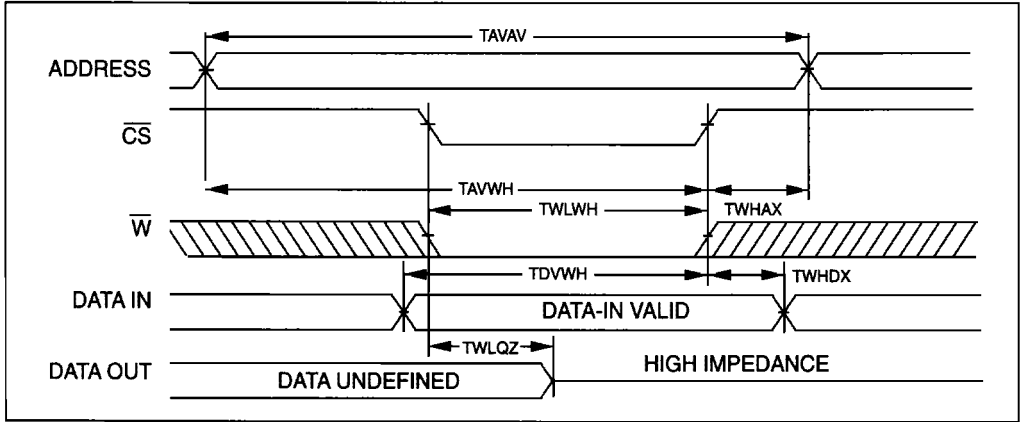 TAVAV
ADDRESS
CS
TAVWH
TWLWH
TWHAX
W
TDVWH
TWHDX
DATA IN
DATA-IN VALID
TWLQZ
DATA OUT
DATA UNDEFINED
HIGH IMPEDANCE